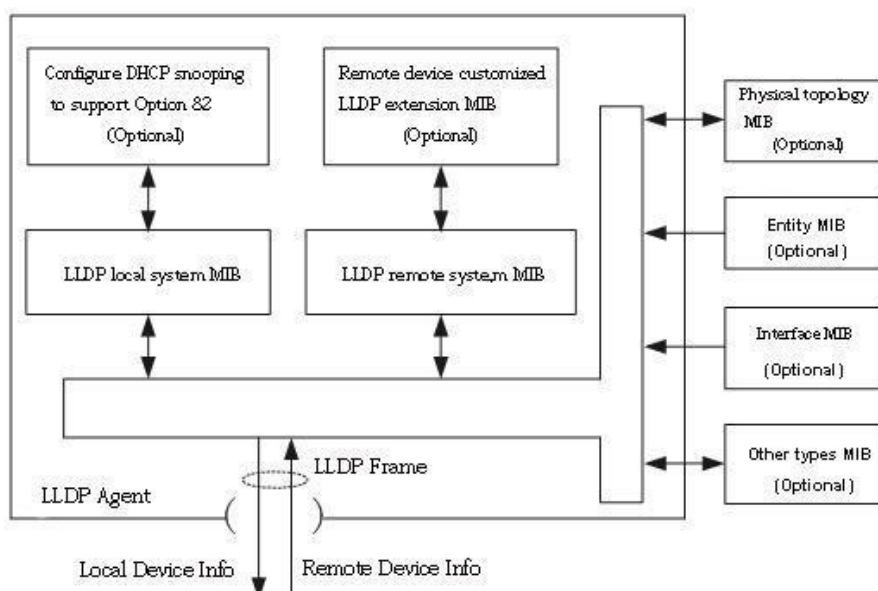 Configure DHCP snooping
to support Option 82
(Optional)
Remote device customized
LLDP extension MIB
(Optional)
Physical topology
MIB
(Optional)
Entity MIB
(Optional)
LLDP local system MIB
LLDP remote syste,m MIB
Interface MIB
(Optional)
Other types MIB
(Optional)
LLDP Frame
LLDP Agent
Local Device Info
Remote Device Info